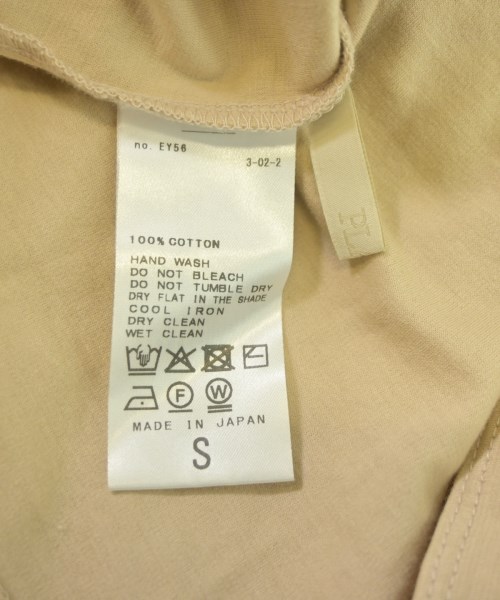 no. EY56
3-02-2
100% COTTON
HAND WASH
DO NOT BLEACH
DO NOT TUMBLE DRY
DRY FLAT IN THE SHADE
COOL IRON
DRY CLEAN
WET CLEAN
F W
MADE IN JAPAN
S
PL